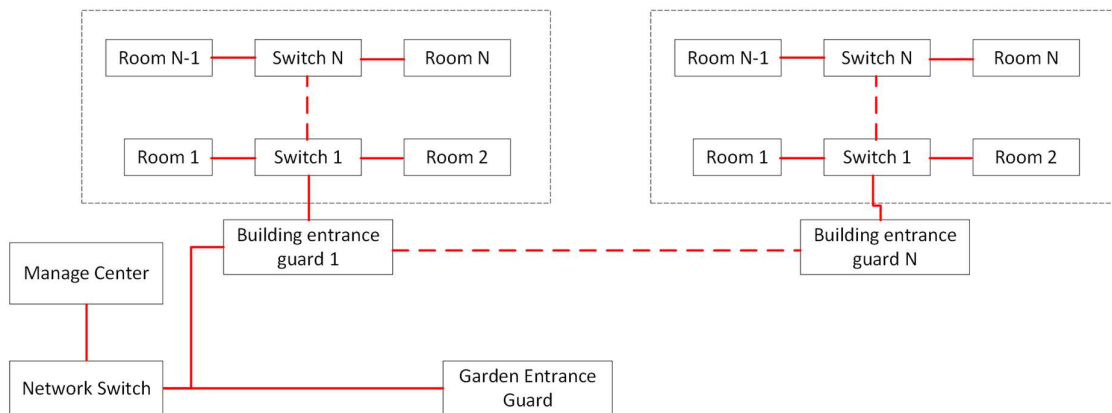 Room N-1
Switch N
Room N
Room N-1
Switch N
Room N
Room 1
Switch 1
Room 2
Room 1
Switch 1
Room 2
Building entrance
guard 1
Building entrance
guard N
Manage Center
Network Switch
Garden Entrance
Guard